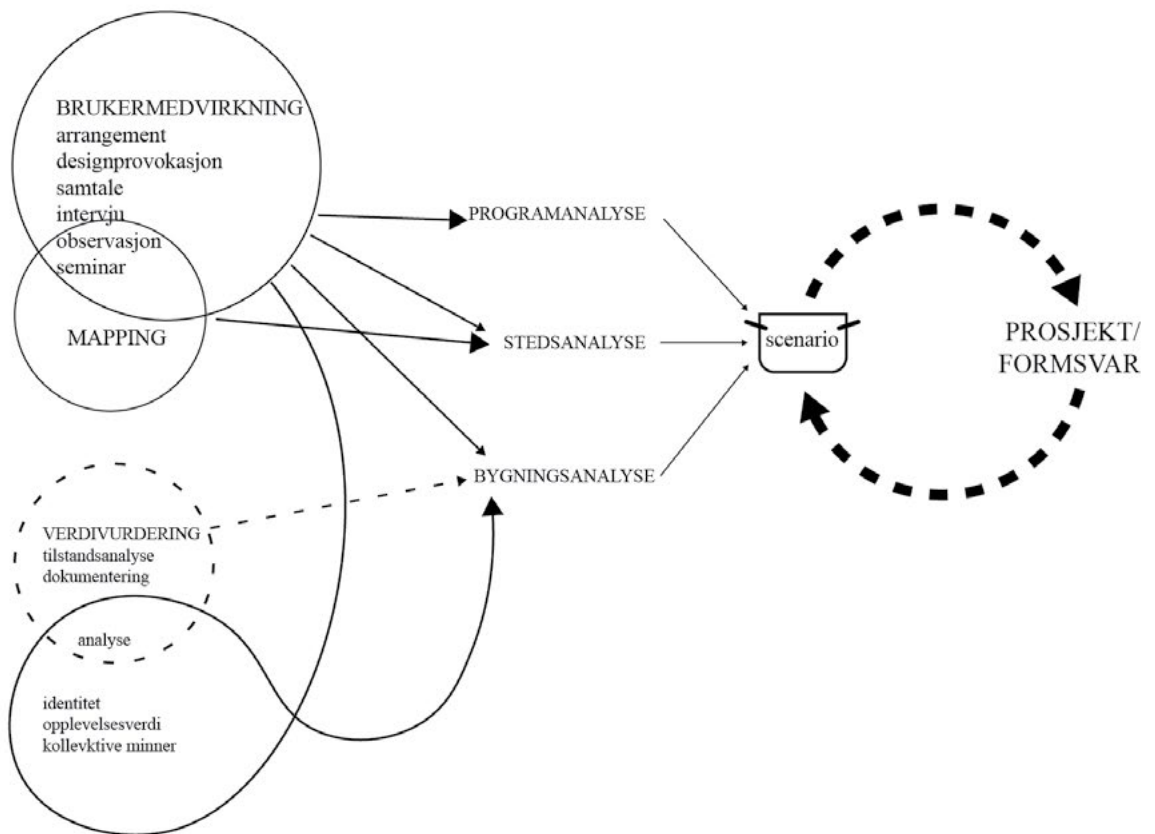 BRUKERMEDVIRKNING
arrangement
designprovokasjon
samtale
intervju
observasjon
seminar
MAPPING
PROGRAMANALYSE
STEDSANALYSE
BYGNINGSANALYSE
scenario
PROSJEKT/
FORMSVAR
VERDIVURDERING
tilstandsanalyse
dokumentering
analyse
identitet
opplevelsesverdi
kollevktive minner